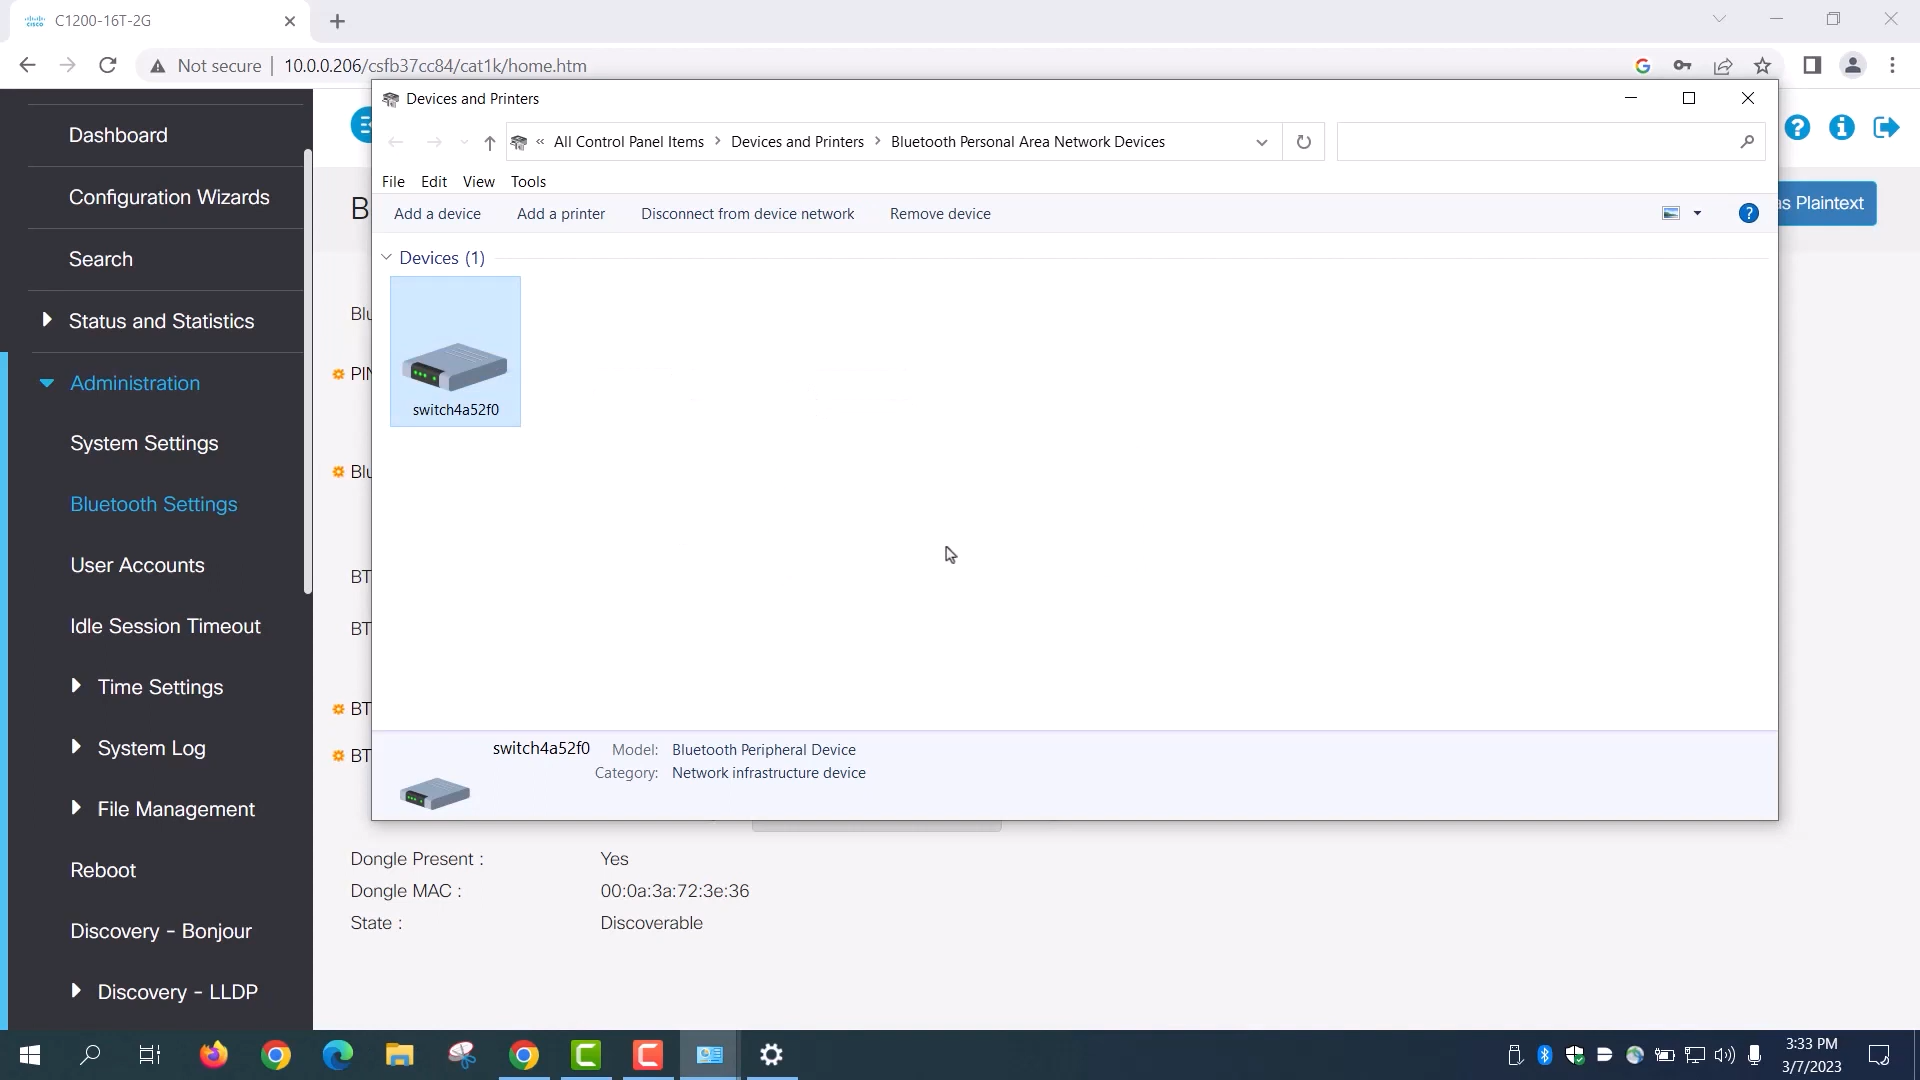 C1200-16T-2G
Not secure
10.0.0.206/csfb37cc84/cat1k/home.htm
Devices and Printers
« All Control Panel Items > Devices and Printers > Bluetooth Personal Area Network Devices
File Edit View Tools
Add a device Add a printer Disconnect from device network Remove device
Devices (1)
switch4a52f0
switch4a52f0 Model: Bluetooth Peripheral Device
Category: Network infrastructure device
Dashboard
Configuration Wizards
Search
Status and Statistics
Administration
System Settings
Bluetooth Settings
User Accounts
Idle Session Timeout
Time Settings
System Log
File Management
Reboot
Discovery - Bonjour
Discovery - LLDP
B
as Plaintext
Blu
PIN
Blu
BT
BT
BT
BT
Dongle Present : Yes
Dongle MAC : 00:0a:3a:72:3e:36
State : Discoverable
3:33 PM
3/7/2023